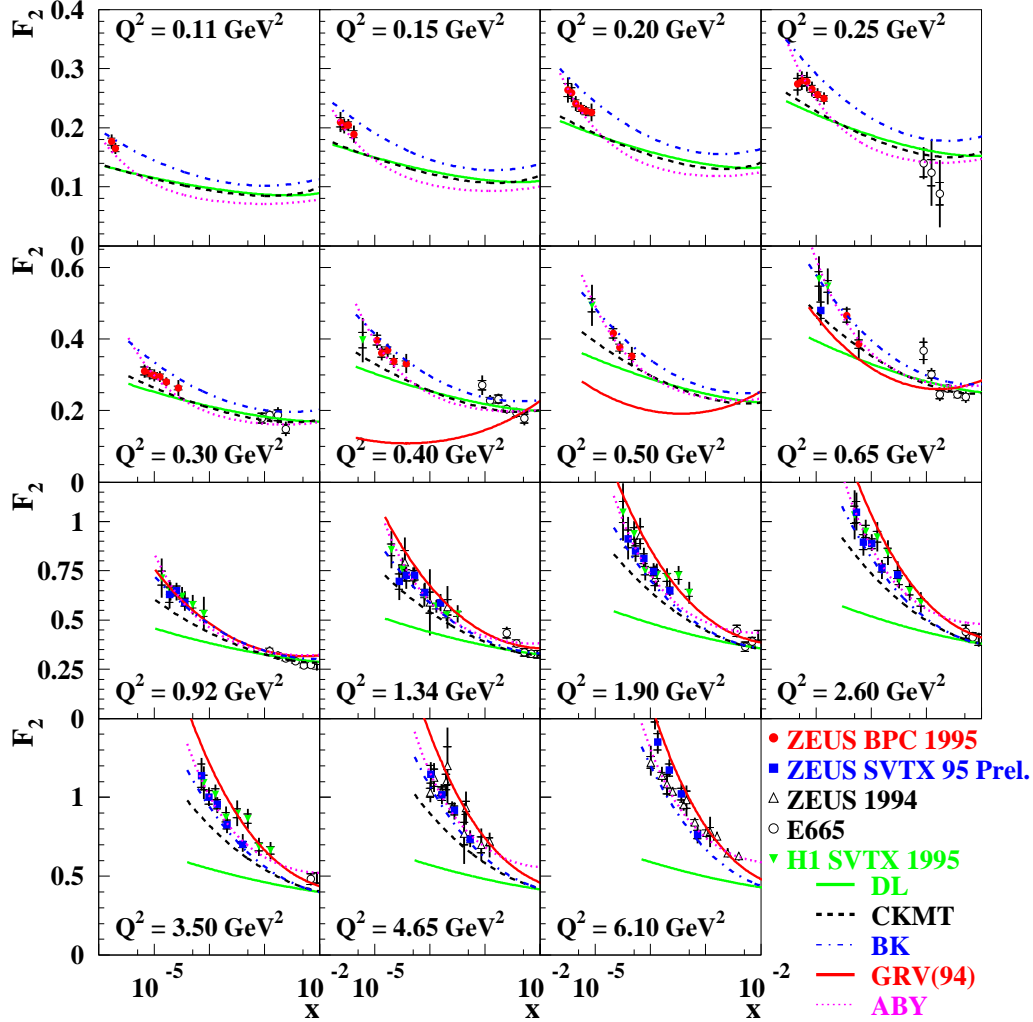 F2
0.4
0.3
0.2
0.1
0
Q2 = 0.11 GeV2
Q2 = 0.15 GeV2
Q2 = 0.20 GeV2
Q2 = 0.25 GeV2
F2
0.6
0.4
0.2
0
Q2 = 0.30 GeV2
Q2 = 0.40 GeV2
Q2 = 0.50 GeV2
Q2 = 0.65 GeV2
F2
1
0.75
0.5
0.25
0
Q2 = 0.92 GeV2
Q2 = 1.34 GeV2
Q2 = 1.90 GeV2
Q2 = 2.60 GeV2
F2
1
0.5
0
Q2 = 3.50 GeV2
Q2 = 4.65 GeV2
Q2 = 6.10 GeV2
10-5 10-2 10-5 10-2 10-5 10-2
x x x
ZEUS BPC 1995
ZEUS SVTX 95 Prel.
ZEUS 1994
E665
H1 SVTX 1995
DL
CKMT
BK
GRV(94)
ABY